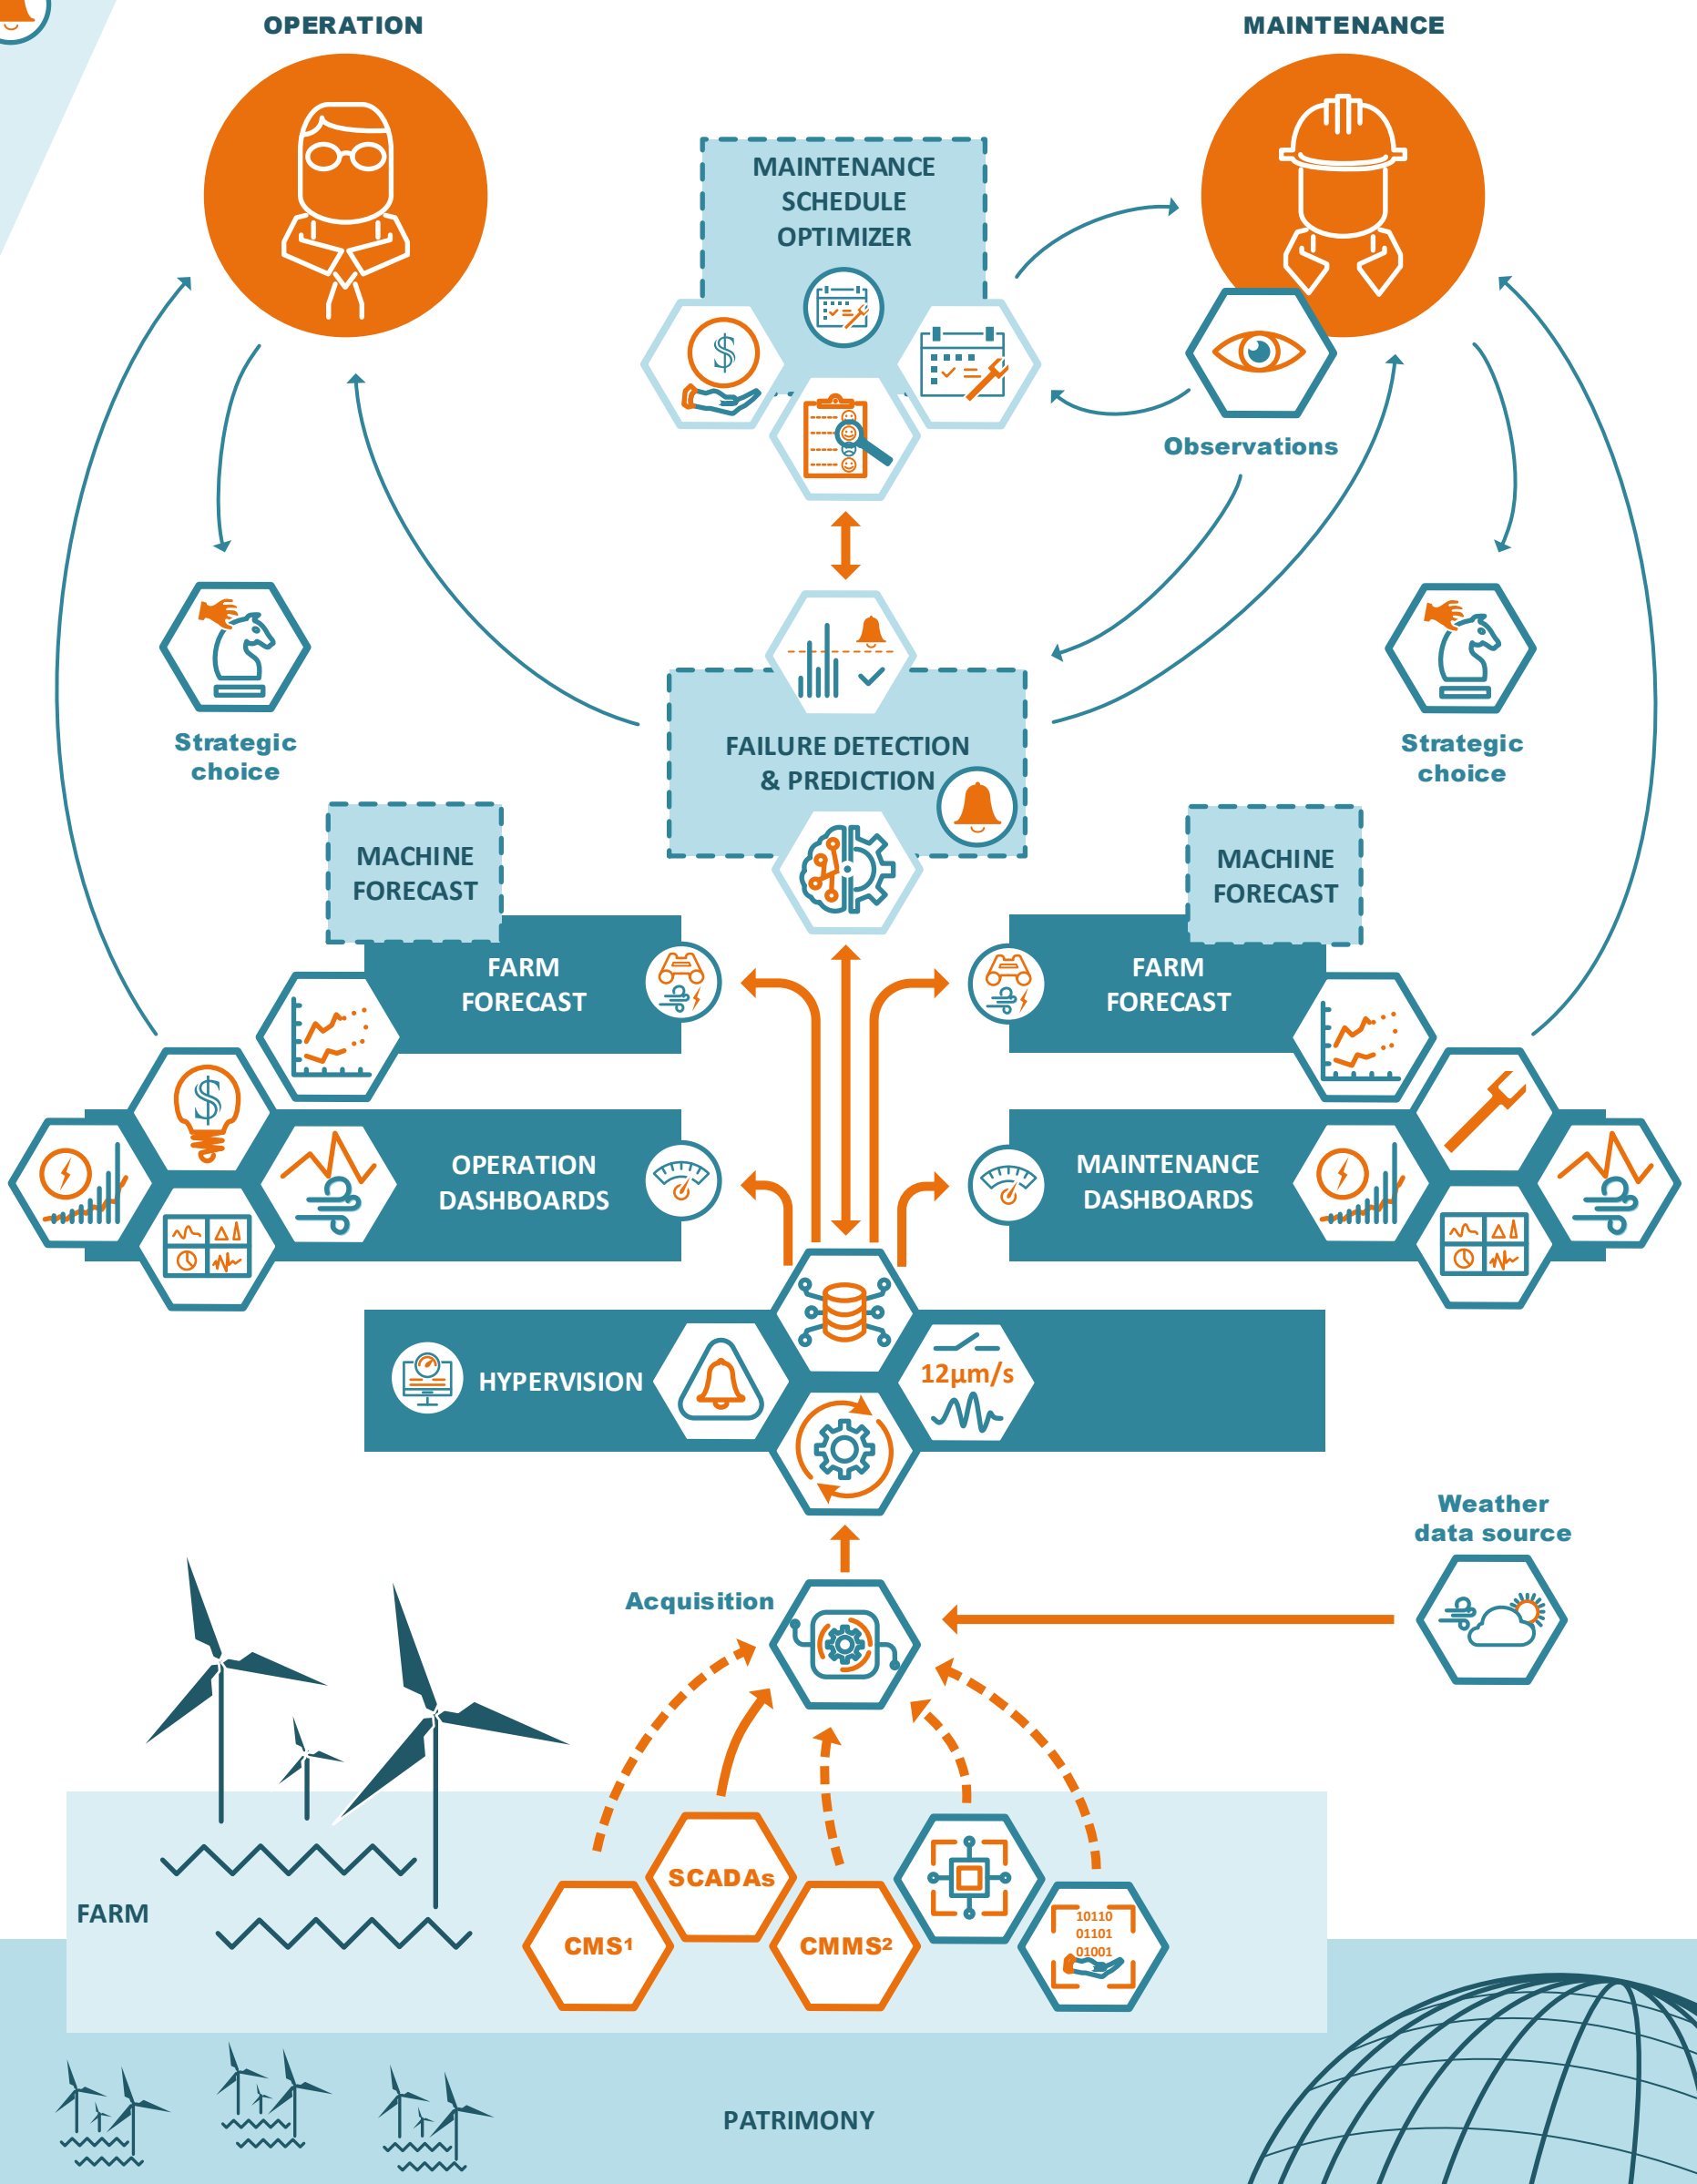 OPERATION
MAINTENANCE
MAINTENANCE
SCHEDULE
OPTIMIZER
$
Observations
Strategic
choice
Strategic
choice
FAILURE DETECTION
& PREDICTION
MACHINE
FORECAST
MACHINE
FORECAST
FARM
FORECAST
FARM
FORECAST
$
OPERATION
DASHBOARDS
MAINTENANCE
DASHBOARDS
HYPERVISION
12µm/s
Weather
data source
Acquisition
SCADAs
CMS¹
CMMS²
10110
01101
01001
FARM
PATRIMONY